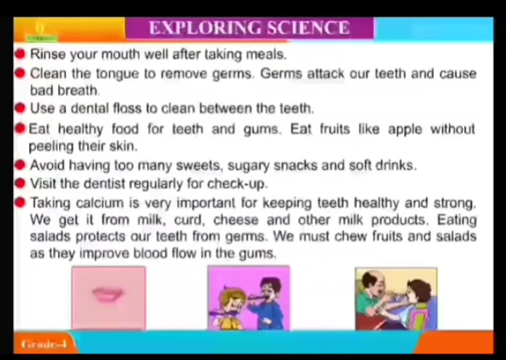 EXPLORING SCIENCE
Rinse your mouth well after taking meals.
Clean the tongue to remove germs. Germs attack our teeth and cause
bad breath.
Use a dental floss to clean between the teeth.
Eat healthy food for teeth and gums. Eat fruits like apple without
peeling their skin.
Avoid having too many sweets, sugary snacks and soft drinks.
Visit the dentist regularly for check-up.
Taking calcium is very important for keeping teeth healthy and strong.
We get it from milk, curd, cheese and other milk products. Eating
salads protects our teeth from germs. We must chew fruits and salads
as they improve blood flow in the gums.
Grade-4